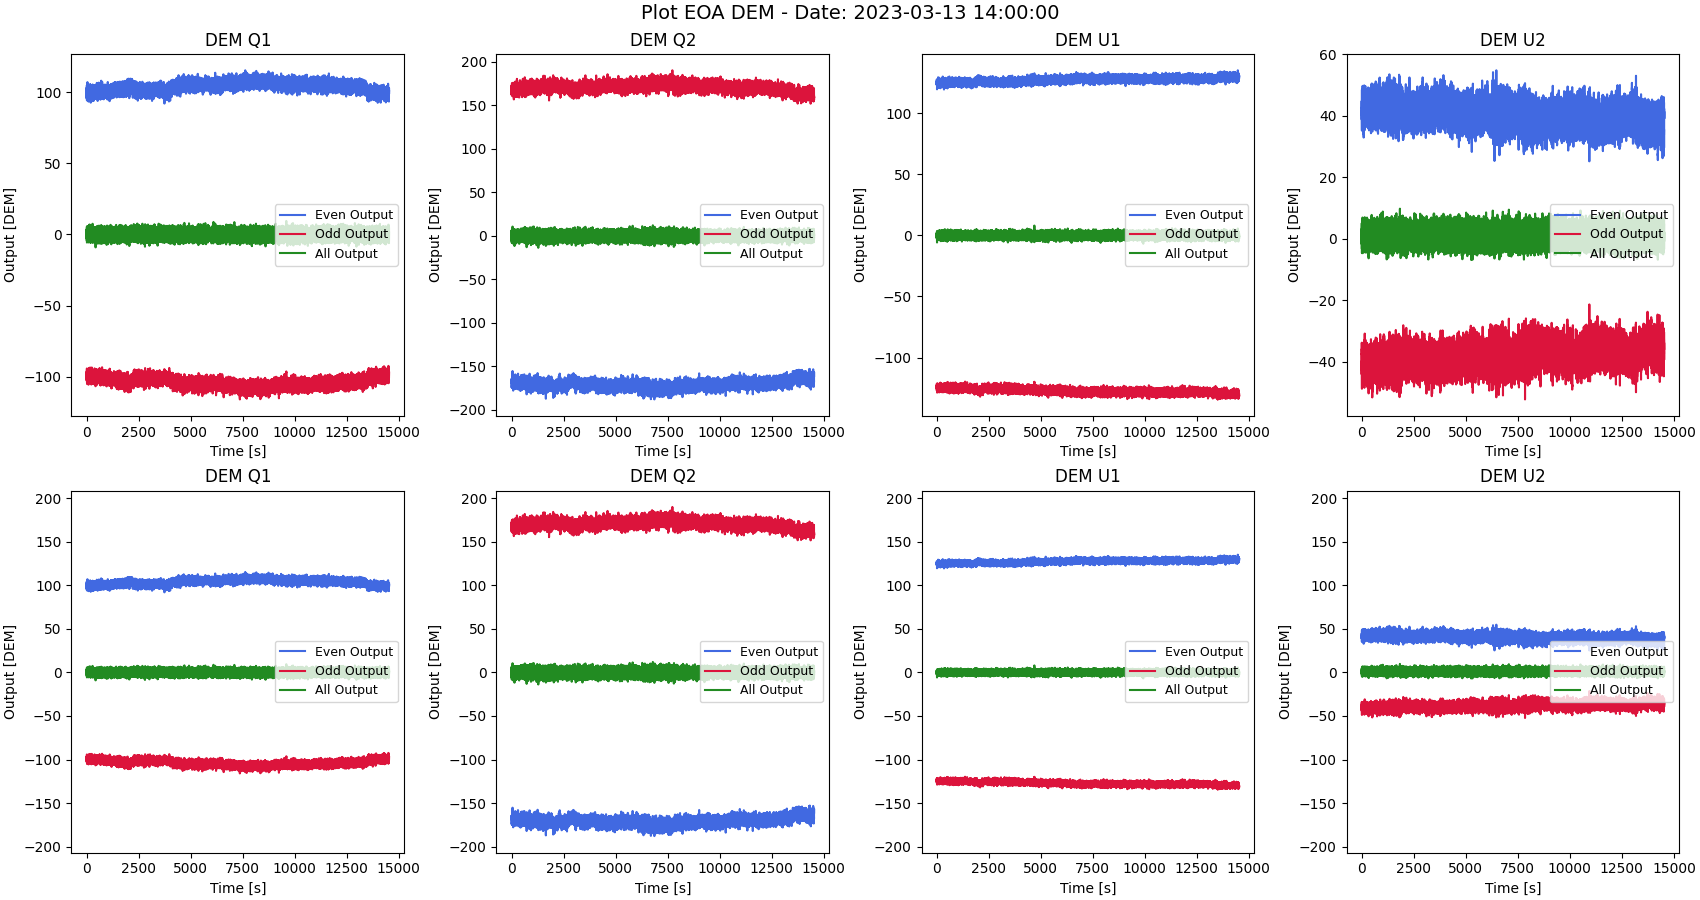 Plot EOA DEM - Date: 2023-03-13 14:00:00
DEM Q1
Output [DEM]
100
50
0
−50
−100
Even Output
Odd Output
All Output
0 2500 5000 7500 10000 12500 15000
Time [s]
DEM Q2
Output [DEM]
200
150
100
50
0
−50
−100
−150
−200
Even Output
Odd Output
All Output
0 2500 5000 7500 10000 12500 15000
Time [s]
DEM U1
Output [DEM]
100
50
0
−50
−100
Even Output
Odd Output
All Output
0 2500 5000 7500 10000 12500 15000
Time [s]
DEM U2
Output [DEM]
60
40
20
0
−20
−40
Even Output
Odd Output
All Output
0 2500 5000 7500 10000 12500 15000
Time [s]
DEM Q1
Output [DEM]
200
150
100
50
0
−50
−100
−150
−200
Even Output
Odd Output
All Output
0 2500 5000 7500 10000 12500 15000
Time [s]
DEM Q2
Output [DEM]
200
150
100
50
0
−50
−100
−150
−200
Even Output
Odd Output
All Output
0 2500 5000 7500 10000 12500 15000
Time [s]
DEM U1
Output [DEM]
200
150
100
50
0
−50
−100
−150
−200
Even Output
Odd Output
All Output
0 2500 5000 7500 10000 12500 15000
Time [s]
DEM U2
Output [DEM]
200
150
100
50
0
−50
−100
−150
−200
Even Output
Odd Output
All Output
0 2500 5000 7500 10000 12500 15000
Time [s]